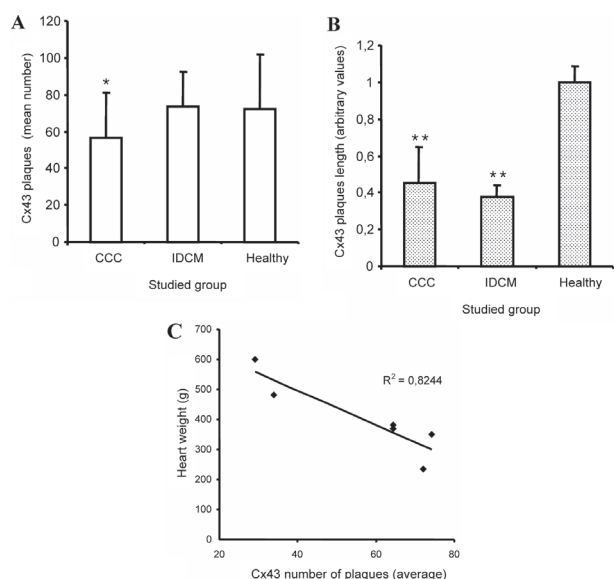 A
Cx43 plaques (mean number)
120
100
80
60
40
20
0
*
CCC
IDCM
Healthy
Studied group
B
Cx43 plaques length (arbitrary values)
1,2
1
0,8
0,6
0,4
0,2
0
**
**
CCC
IDCM
Healthy
Studied group
C
Heart weight (g)
700
600
500
400
300
200
100
0
R² = 0,8244
20
40
60
80
Cx43 number of plaques (average)